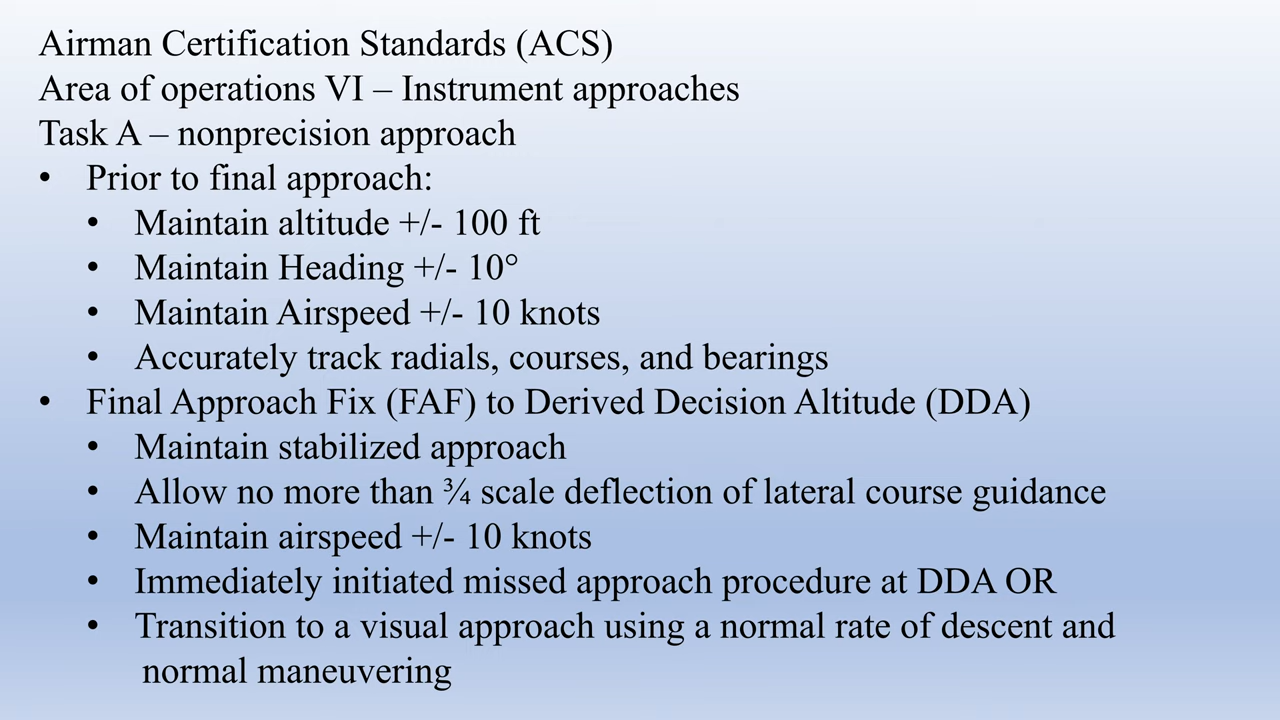 Airman Certification Standards (ACS)
Area of operations VI – Instrument approaches
Task A – nonprecision approach
• Prior to final approach:
• Maintain altitude +/- 100 ft
• Maintain Heading +/- 10°
• Maintain Airspeed +/- 10 knots
• Accurately track radials, courses, and bearings
• Final Approach Fix (FAF) to Derived Decision Altitude (DDA)
• Maintain stabilized approach
• Allow no more than ¾ scale deflection of lateral course guidance
• Maintain airspeed +/- 10 knots
• Immediately initiated missed approach procedure at DDA OR
• Transition to a visual approach using a normal rate of descent and
normal maneuvering